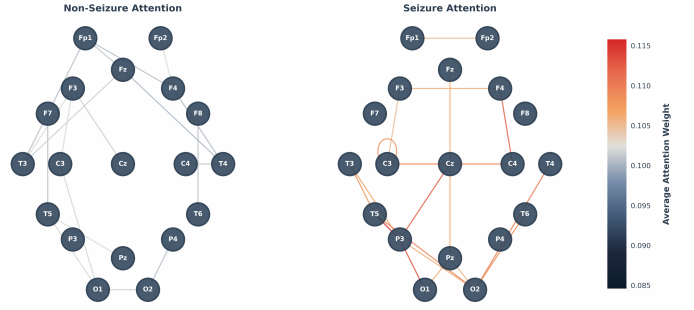 Non-Seizure Attention
Fp1 Fp2
Fz
F3 F4
F7 F8
T3 C3 Cz C4 T4
T5 T6
P3 P4
Pz
O1 O2
Seizure Attention
Fp1 Fp2
Fz
F3 F4
F7 F8
T3 C3 Cz C4 T4
T5 T6
P3 P4
Pz
O1 O2
0.115
0.110
0.105
0.100
0.095
0.090
0.085
Average Attention Weight